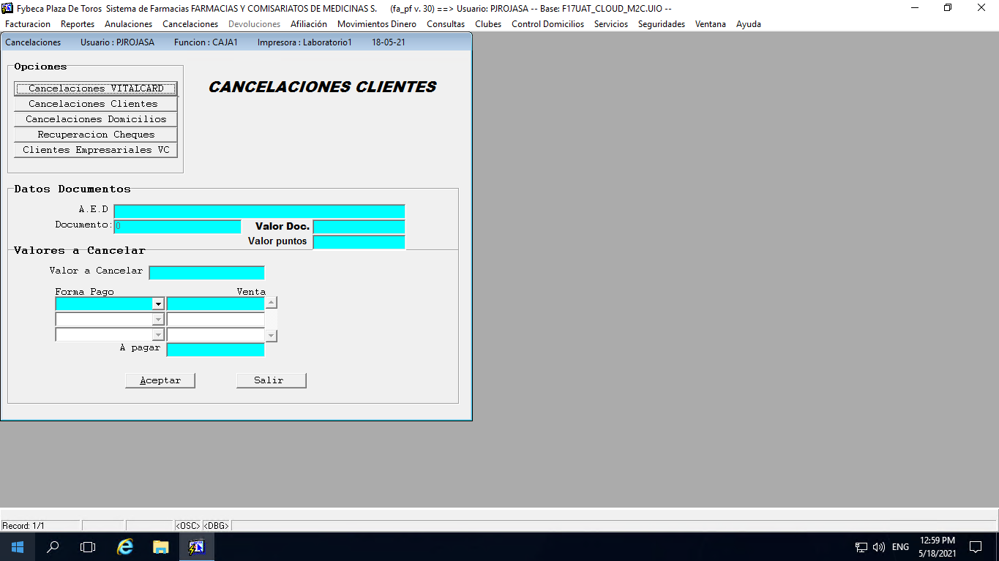 Fybeca Plaza De Toros  Sistema de Farmacias FARMACIAS Y COMISARIATOS DE MEDICINAS S.     (fa_pf v. 30) ==> Usuario: PJROJASA -- Base: F17UAT_CLOUD_M2C.UIO --
Facturacion Reportes Anulaciones Cancelaciones Devoluciones Afiliación Movimientos Dinero Consultas Clubes Control Domicilios Servicios Seguridades Ventana Ayuda
Cancelaciones Usuario : PJROJASA Funcion : CAJA1 Impresora : Laboratorio1 18-05-21
Opciones
CANCELACIONES CLIENTES
Cancelaciones VITALCARD
Cancelaciones Clientes
Cancelaciones Domicilios
Recuperacion Cheques
Clientes Empresariales VC
Datos Documentos
A.E.D
Documento: 0 Valor Doc.
Valor puntos
Valores a Cancelar
Valor a Cancelar
Forma Pago Venta
A pagar
Aceptar Salir
Record: 1/1 <OSC> <DBG>
ENG 12:59 PM
5/18/2021